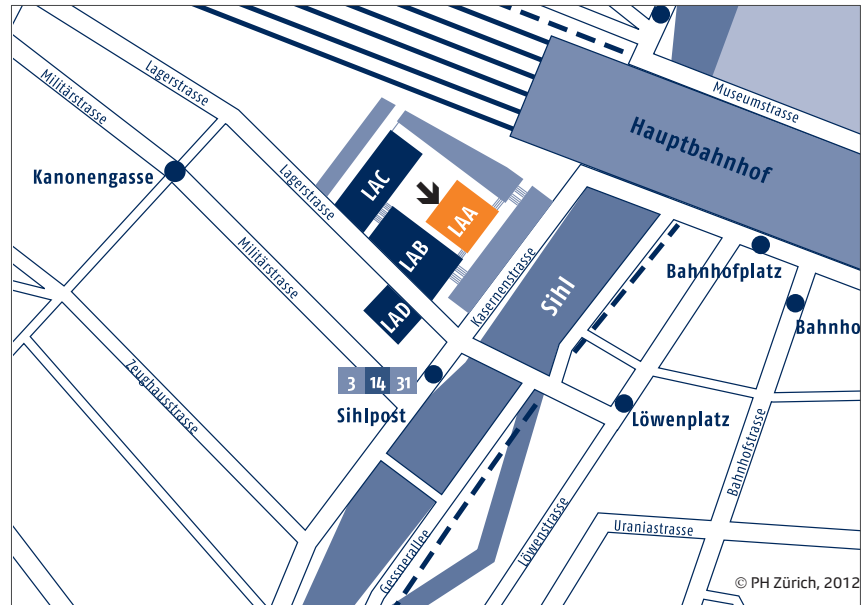 Museumstrasse
Hauptbahnhof
Lagerstrasse
Militärstrasse
Kanonengasse
LAC
LAA
LAB
LAD
Lagerstrasse
Kasernenstrasse
Sihl
Militärstrasse
Bahnhofplatz
Bahnho
3 14 31
Sihlpost
Zeughausstrasse
Löwenplatz
Bahnhofstrasse
Uraniastrasse
Löwenstrasse
Gessnerallee
© PH Zürich, 2012